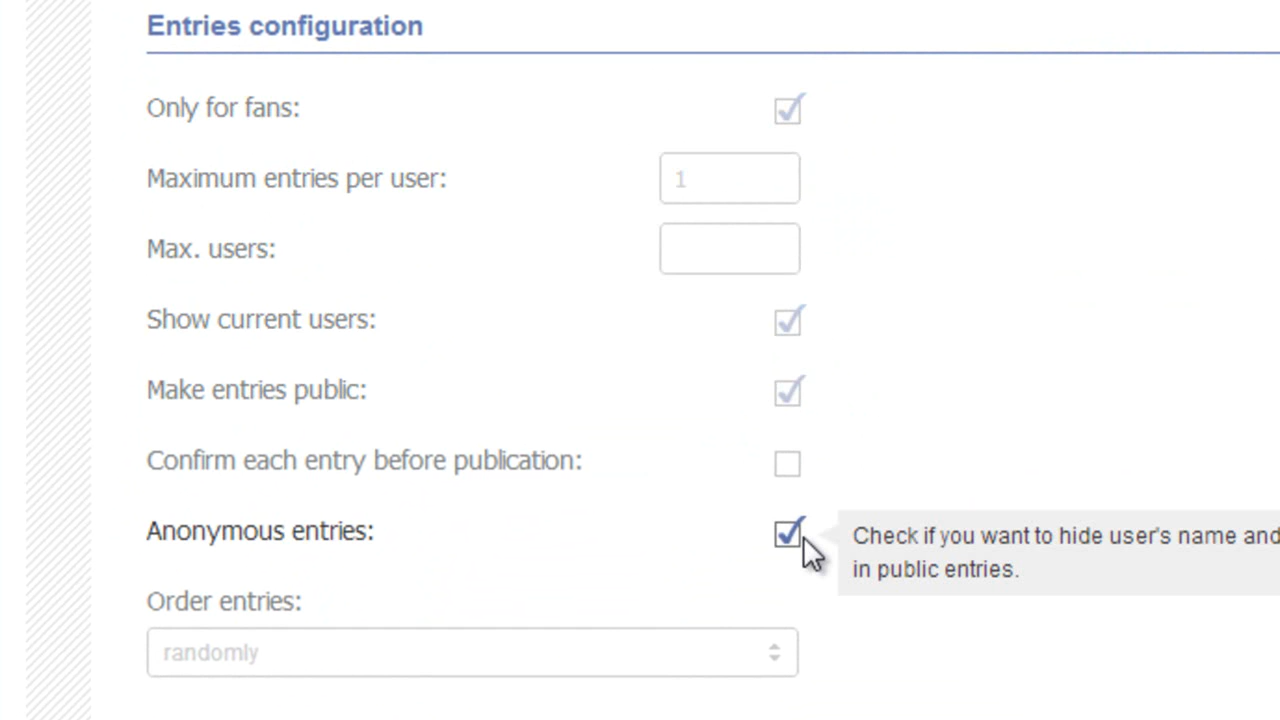 Entries configuration
Only for fans:
Maximum entries per user: 1
Max. users:
Show current users:
Make entries public:
Confirm each entry before publication:
Anonymous entries:
Check if you want to hide user's name and
in public entries.
Order entries:
randomly